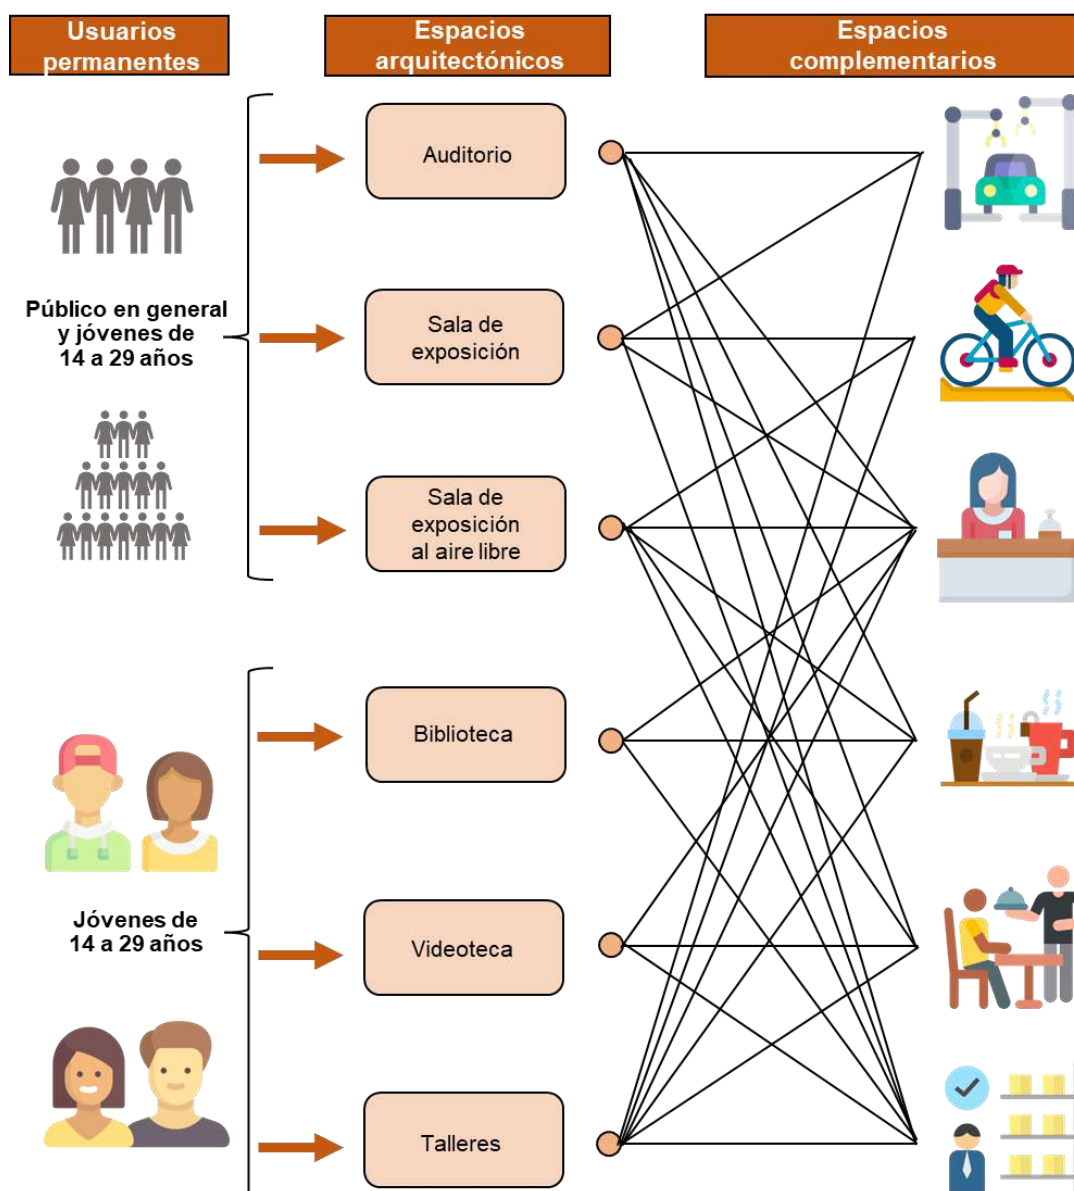 Usuarios
permanentes
Espacios
arquitectónicos
Espacios
complementarios
Auditorio
Público en general
y jóvenes de
14 a 29 años
Sala de
exposición
Sala de
exposición
al aire libre
Biblioteca
Jóvenes de
14 a 29 años
Videoteca
Talleres